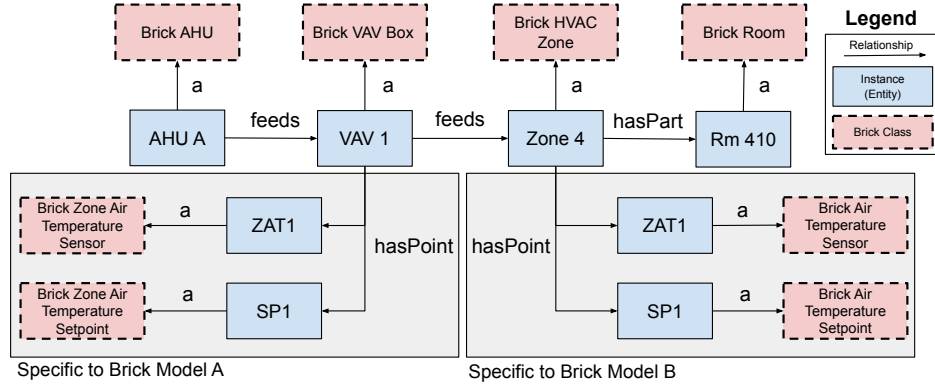 Brick AHU
Brick VAV Box
Brick HVAC
Zone
Brick Room
Legend
Relationship
Instance
(Entity)
Brick Class
a
a
a
a
AHU A
feeds
VAV 1
feeds
Zone 4
hasPart
Rm 410
Brick Zone Air
Temperature
Sensor
a
ZAT1
hasPoint
Brick Zone Air
Temperature
Setpoint
a
SP1
Specific to Brick Model A
hasPoint
ZAT1
a
Brick Air
Temperature
Sensor
SP1
a
Brick Air
Temperature
Setpoint
Specific to Brick Model B